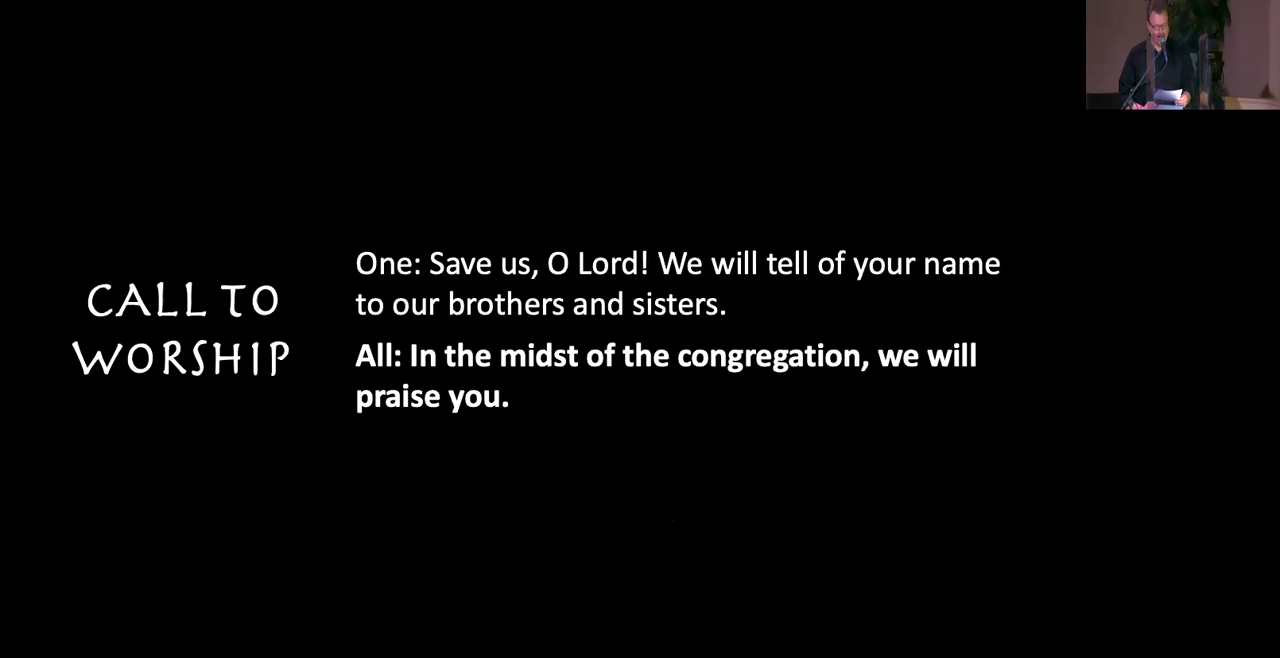 CALL TO
WORSHIP
One: Save us, O Lord! We will tell of your name
to our brothers and sisters.
All: In the midst of the congregation, we will
praise you.